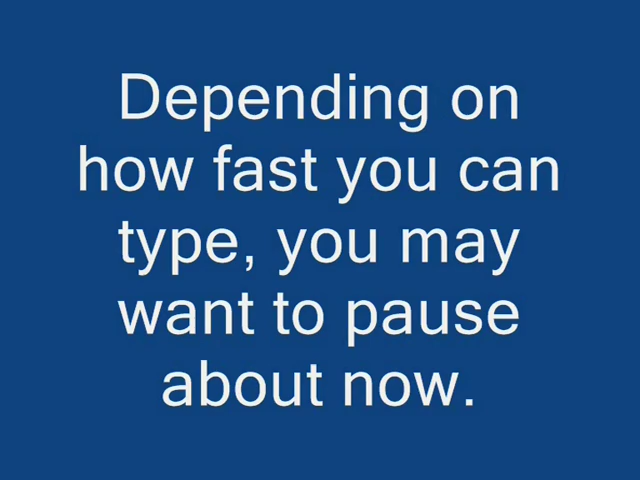 Depending on
how fast you can
type, you may
want to pause
about now.